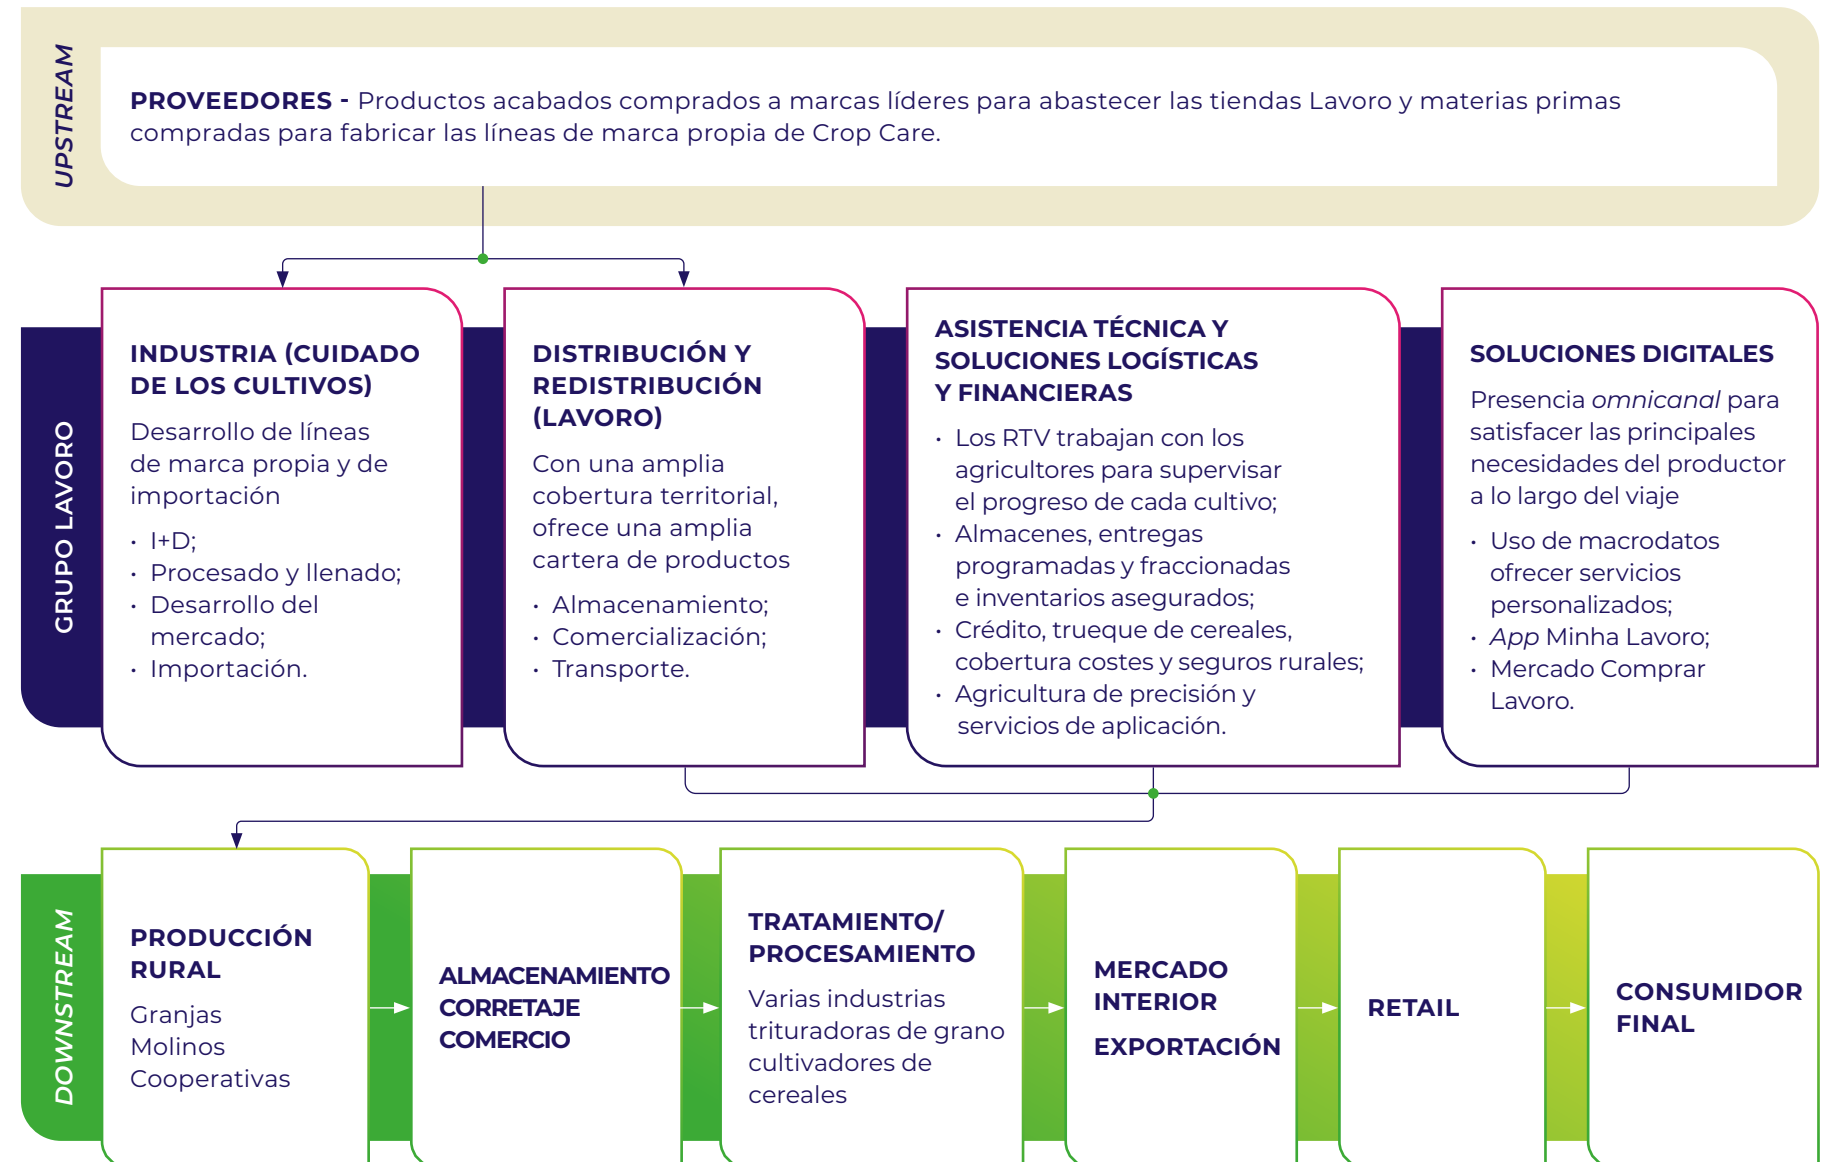 UPSTREAM
PROVEEDORES - Productos acabados comprados a marcas líderes para abastecer las tiendas Lavoro y materias primas
compradas para fabricar las líneas de marca propia de Crop Care.
GRUPO LAVORO
INDUSTRIA (CUIDADO
DE LOS CULTIVOS)
Desarrollo de líneas
de marca propia y de
importación
· I+D;
· Procesado y llenado;
· Desarrollo del
mercado;
· Importación.
DISTRIBUCIÓN Y
REDISTRIBUCIÓN
(LAVORO)
Con una amplia
cobertura territorial,
ofrece una amplia
cartera de productos
· Almacenamiento;
· Comercialización;
· Transporte.
ASISTENCIA TÉCNICA Y
SOLUCIONES LOGÍSTICAS
Y FINANCIERAS
· Los RTV trabajan con los
agricultores para supervisar
el progreso de cada cultivo;
· Almacenes, entregas
programadas y fraccionadas
e inventarios asegurados;
· Crédito, trueque de cereales,
cobertura costes y seguros rurales;
· Agricultura de precisión y
servicios de aplicación.
SOLUCIONES DIGITALES
Presencia omnicanal para
satisfacer las principales
necesidades del productor
a lo largo del viaje
· Uso de macrodatos
ofrecer servicios
personalizados;
· App Minha Lavoro;
· Mercado Comprar
Lavoro.
DOWNSTREAM
PRODUCCIÓN
RURAL
Granjas
Molinos
Cooperativas
ALMACENAMIENTO
CORRETAJE
COMERCIO
TRATAMIENTO/
PROCESAMIENTO
Varias industrias
trituradoras de grano
cultivadores de
cereales
MERCADO
INTERIOR
EXPORTACIÓN
RETAIL
CONSUMIDOR
FINAL